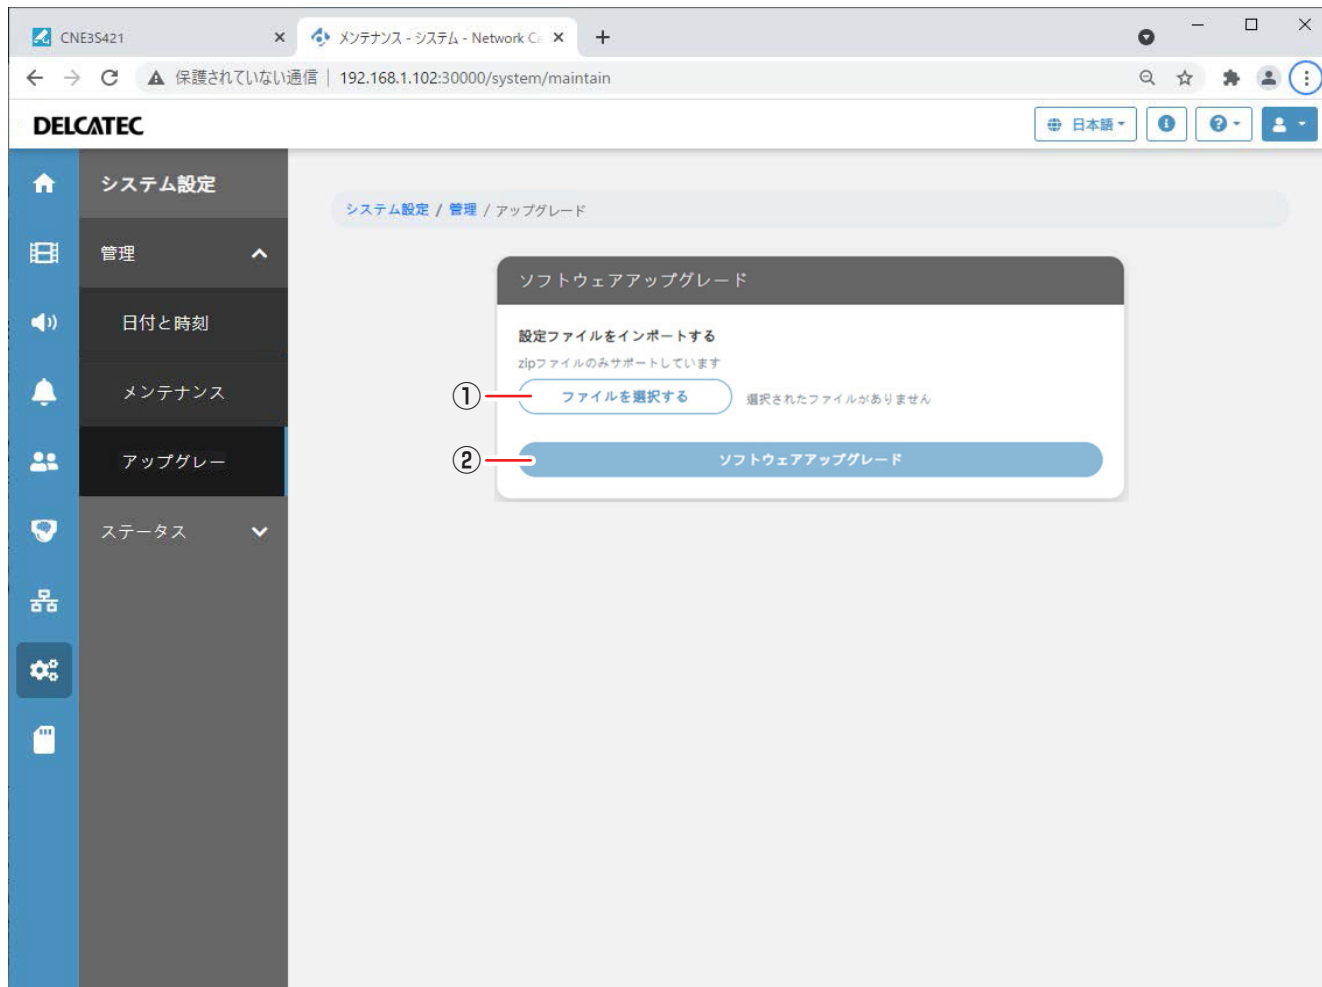 CNE3S421
メンテナンス - システム - Network Ca
保護されていない通信 | 192.168.1.102:30000/system/maintain
DELCATEC
日本語
システム設定
システム設定 / 管理 / アップグレード
管理
ソフトウェアアップグレード
日付と時刻
設定ファイルをインポートする
zipファイルのみサポートしています
メンテナンス
① ファイルを選択する 選択されたファイルがありません
アップグレー
② ソフトウェアアップグレード
ステータス